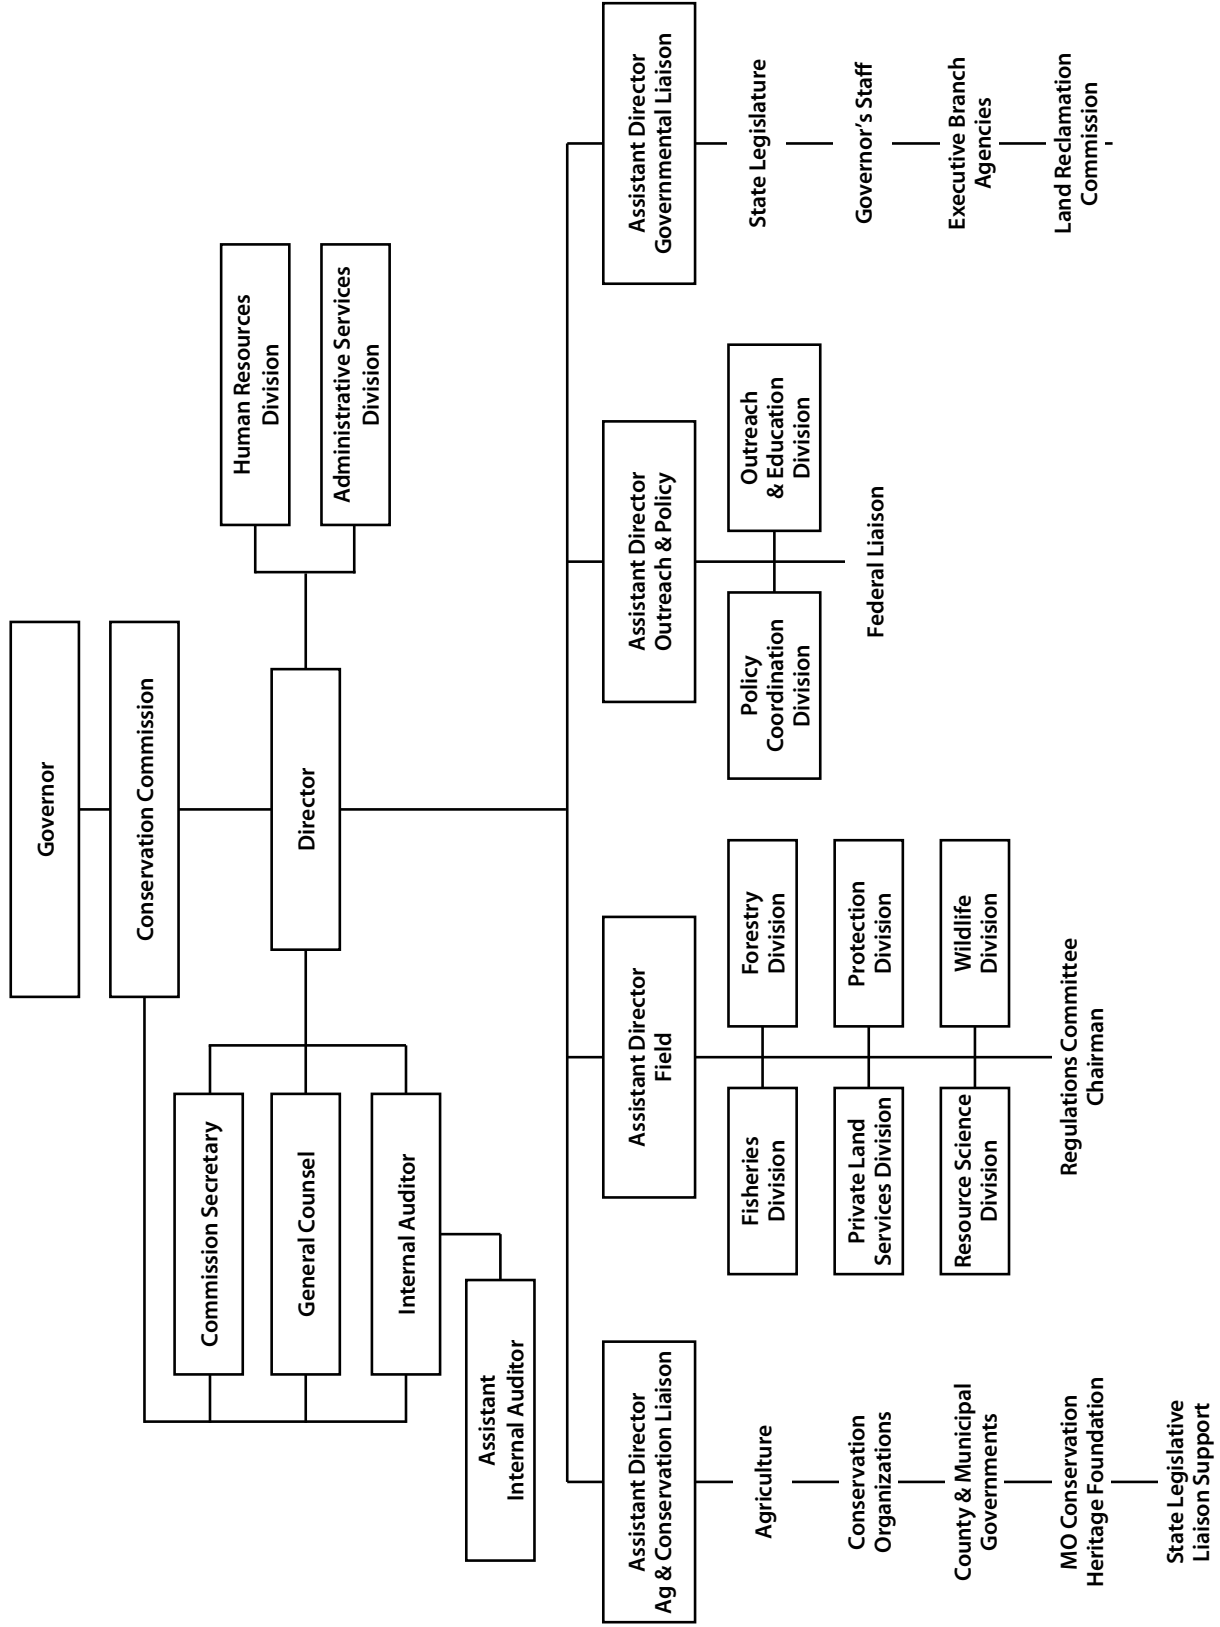 Governor
Conservation Commission
Commission Secretary
General Counsel
Internal Auditor
Assistant
Internal Auditor
Director
Human Resources
Division
Administrative Services
Division
Assistant Director
Ag & Conservation Liaison
Agriculture
Conservation
Organizations
County & Municipal
Governments
MO Conservation
Heritage Foundation
State Legislative
Liaison Support
Assistant Director
Field
Fisheries
Division
Forestry
Division
Private Land
Services Division
Protection
Division
Resource Science
Division
Wildlife
Division
Regulations Committee
Chairman
Assistant Director
Outreach & Policy
Policy
Coordination
Division
Outreach
& Education
Division
Federal Liaison
Assistant Director
Governmental Liaison
State Legislature
Governor’s Staff
Executive Branch
Agencies
Land Reclamation
Commission